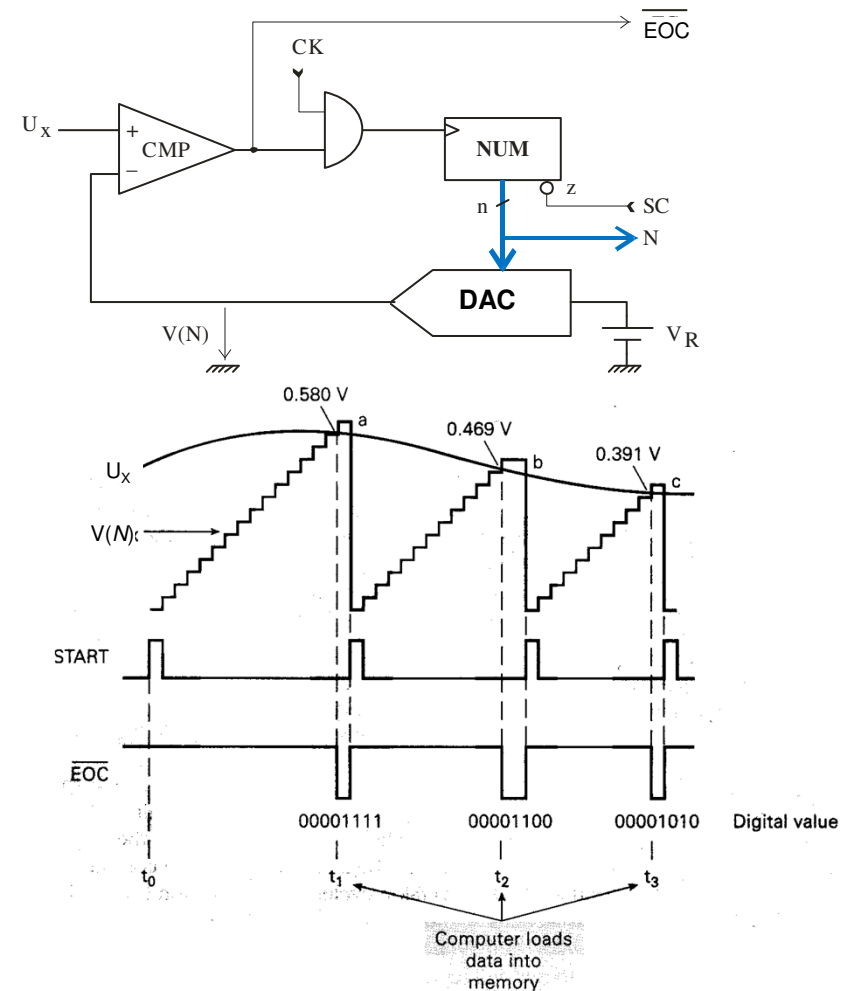 EOC
CK
Ux
+
CMP
−
NUM
n
z
SC
N
DAC
V(N)
VR
0.580 V
a
0.469 V
b
0.391 V
c
Ux
V(N)
START
EOC
00001111
00001100
00001010
Digital value
t0
t1
t2
t3
Computer loads
data into
memory